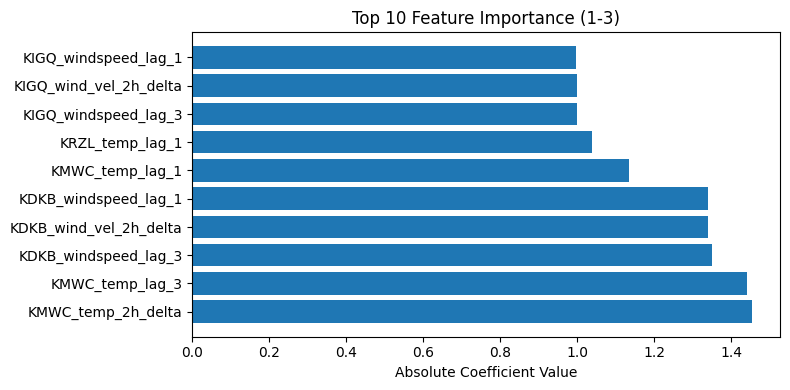 Top 10 Feature Importance (1-3)
KIGQ_windspeed_lag_1
KIGQ_wind_vel_2h_delta
KIGQ_windspeed_lag_3
KRZL_temp_lag_1
KMWC_temp_lag_1
KDKB_windspeed_lag_1
KDKB_wind_vel_2h_delta
KDKB_windspeed_lag_3
KMWC_temp_lag_3
KMWC_temp_2h_delta
0.0 0.2 0.4 0.6 0.8 1.0 1.2 1.4
Absolute Coefficient Value